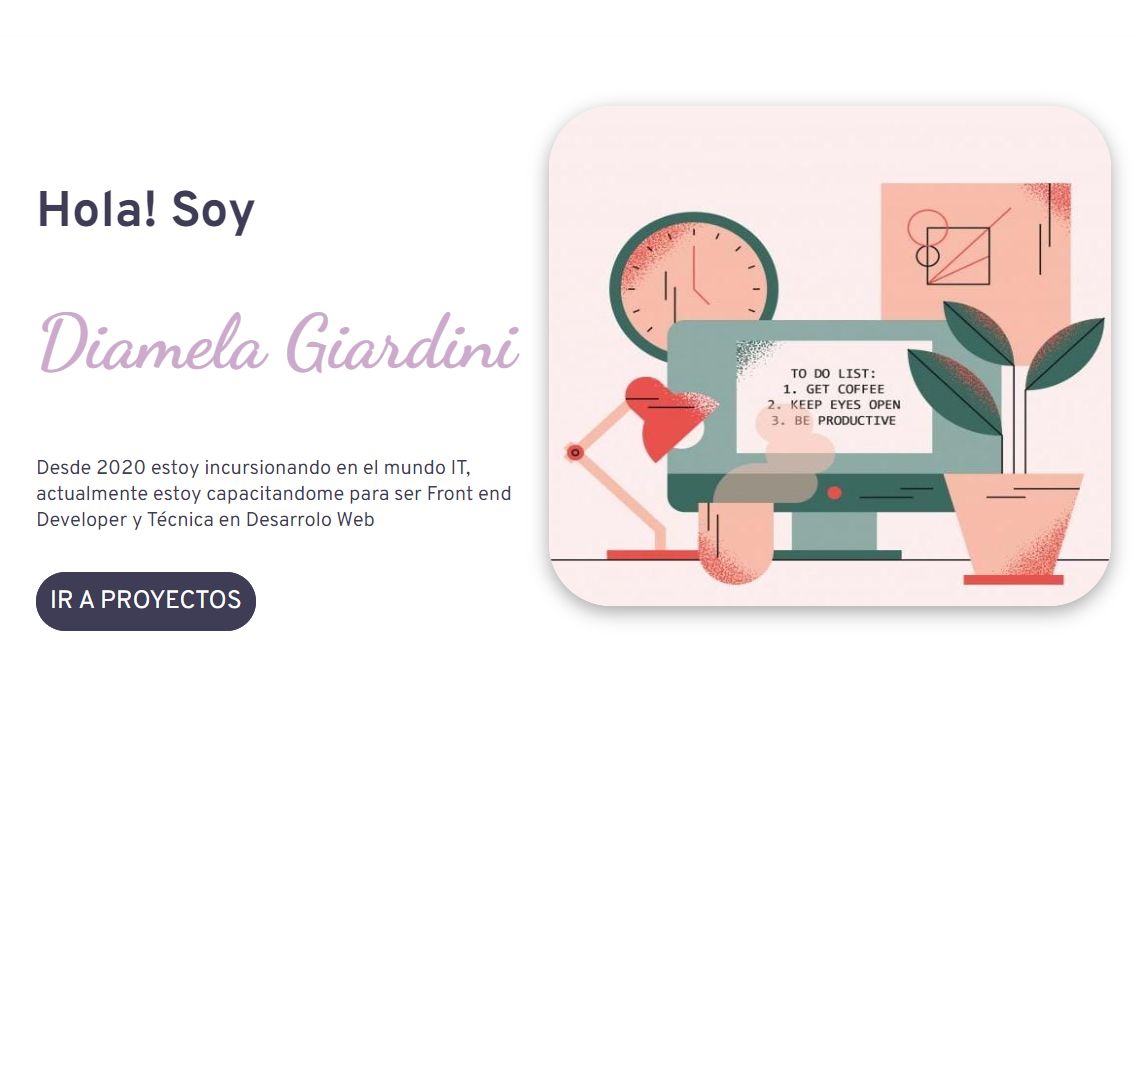 Hola! Soy
Diamela Giardini
Desde 2020 estoy incursionando en el mundo IT,
actualmente estoy capacitandome para ser Front end
Developer y Técnica en Desarrolo Web
IR A PROYECTOS
TO DO LIST:
1. GET COFFEE
2. KEEP EYES OPEN
3. BE PRODUCTIVE